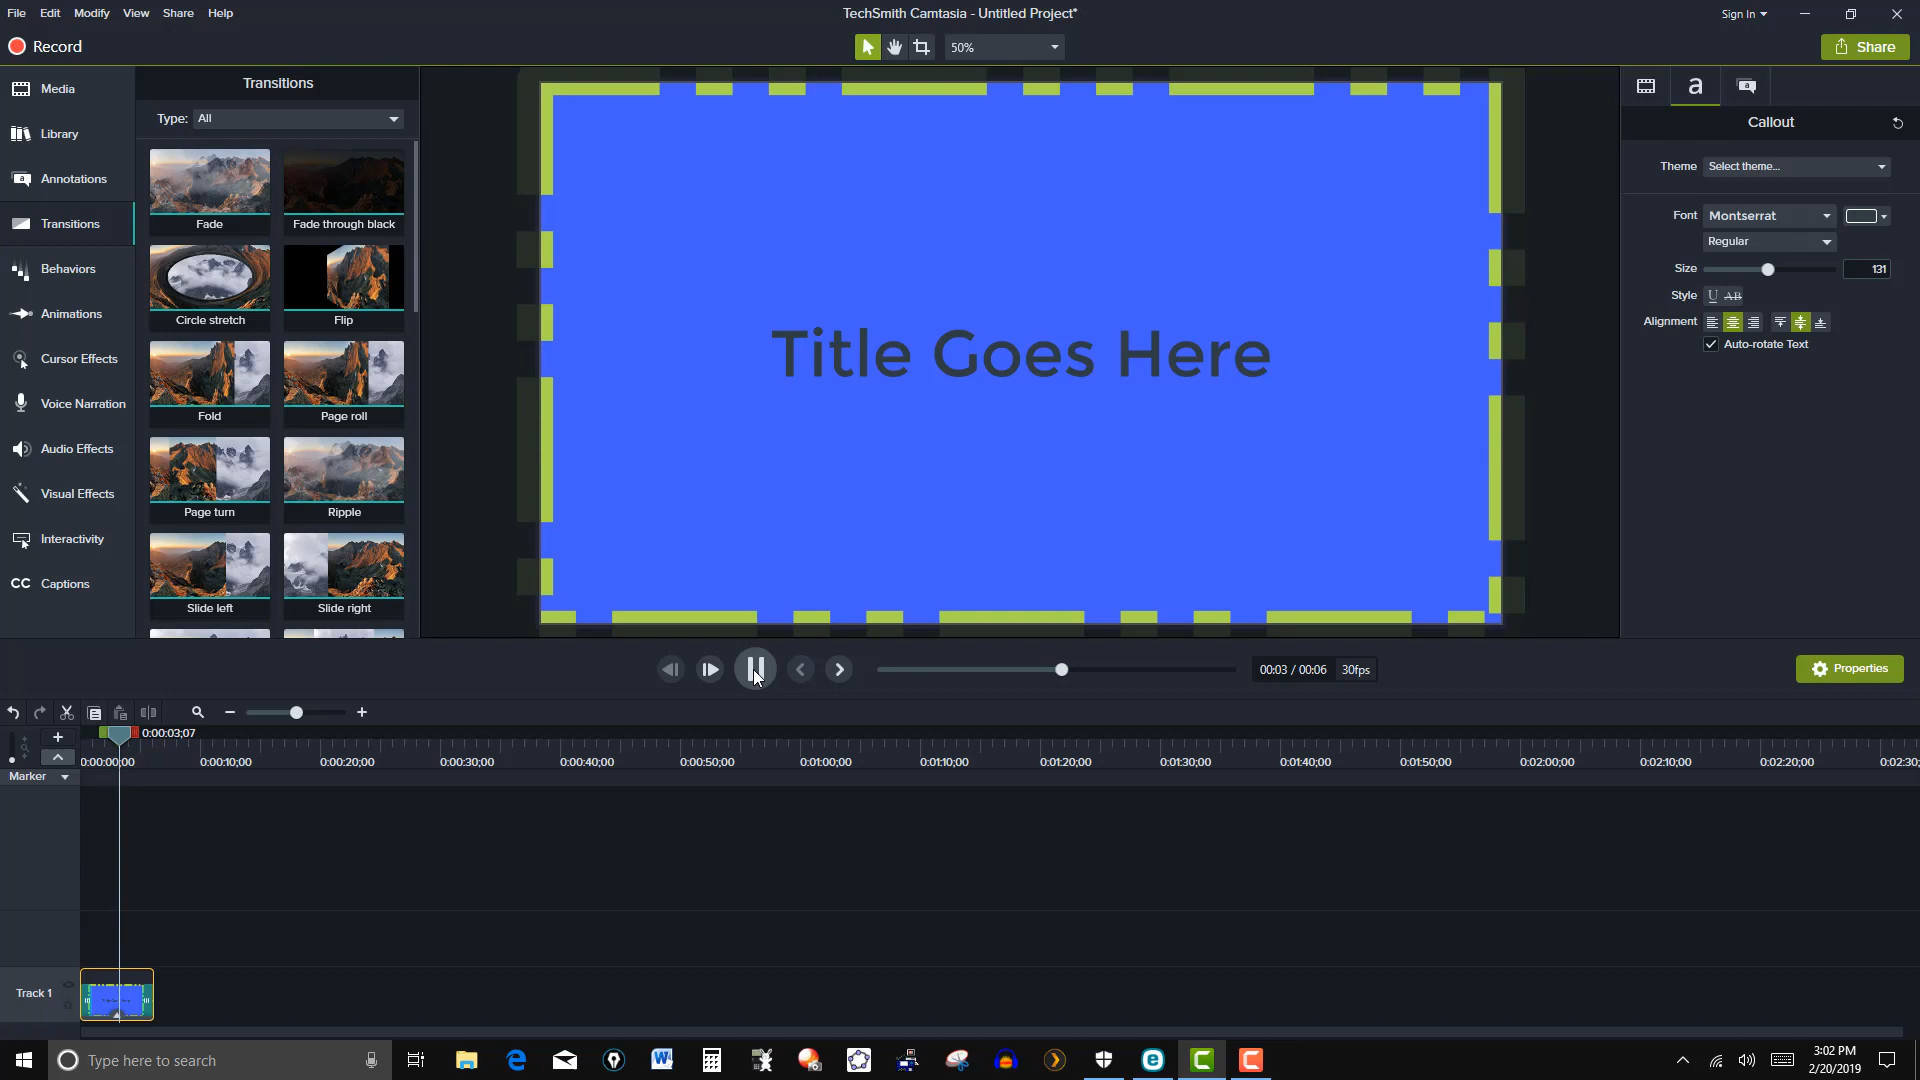 File Edit Modify View Share Help
TechSmith Camtasia - Untitled Project*
Sign In
Record
50%
Share
Media
Library
Annotations
Transitions
Behaviors
Animations
Cursor Effects
Voice Narration
Audio Effects
Visual Effects
Interactivity
CC Captions
Transitions
Type: All
Fade
Fade through black
Circle stretch
Flip
Fold
Page roll
Page turn
Ripple
Slide left
Slide right
Title Goes Here
a
Callout
Theme Select theme...
Font Montserrat
Regular
Size 131
Style U AB
Alignment
Auto-rotate Text
00:03 / 00:06 30fps
Properties
0:00:03;07
0:00:00;00 0:00:10;00 0:00:20;00 0:00:30;00 0:00:40;00 0:00:50;00 0:01:00;00 0:01:10;00 0:01:20;00 0:01:30;00 0:01:40;00 0:01:50;00 0:02:00;00 0:02:10;00 0:02:20;00 0:02:30;
Marker
Track 1
Type here to search
3:02 PM
2/20/2019